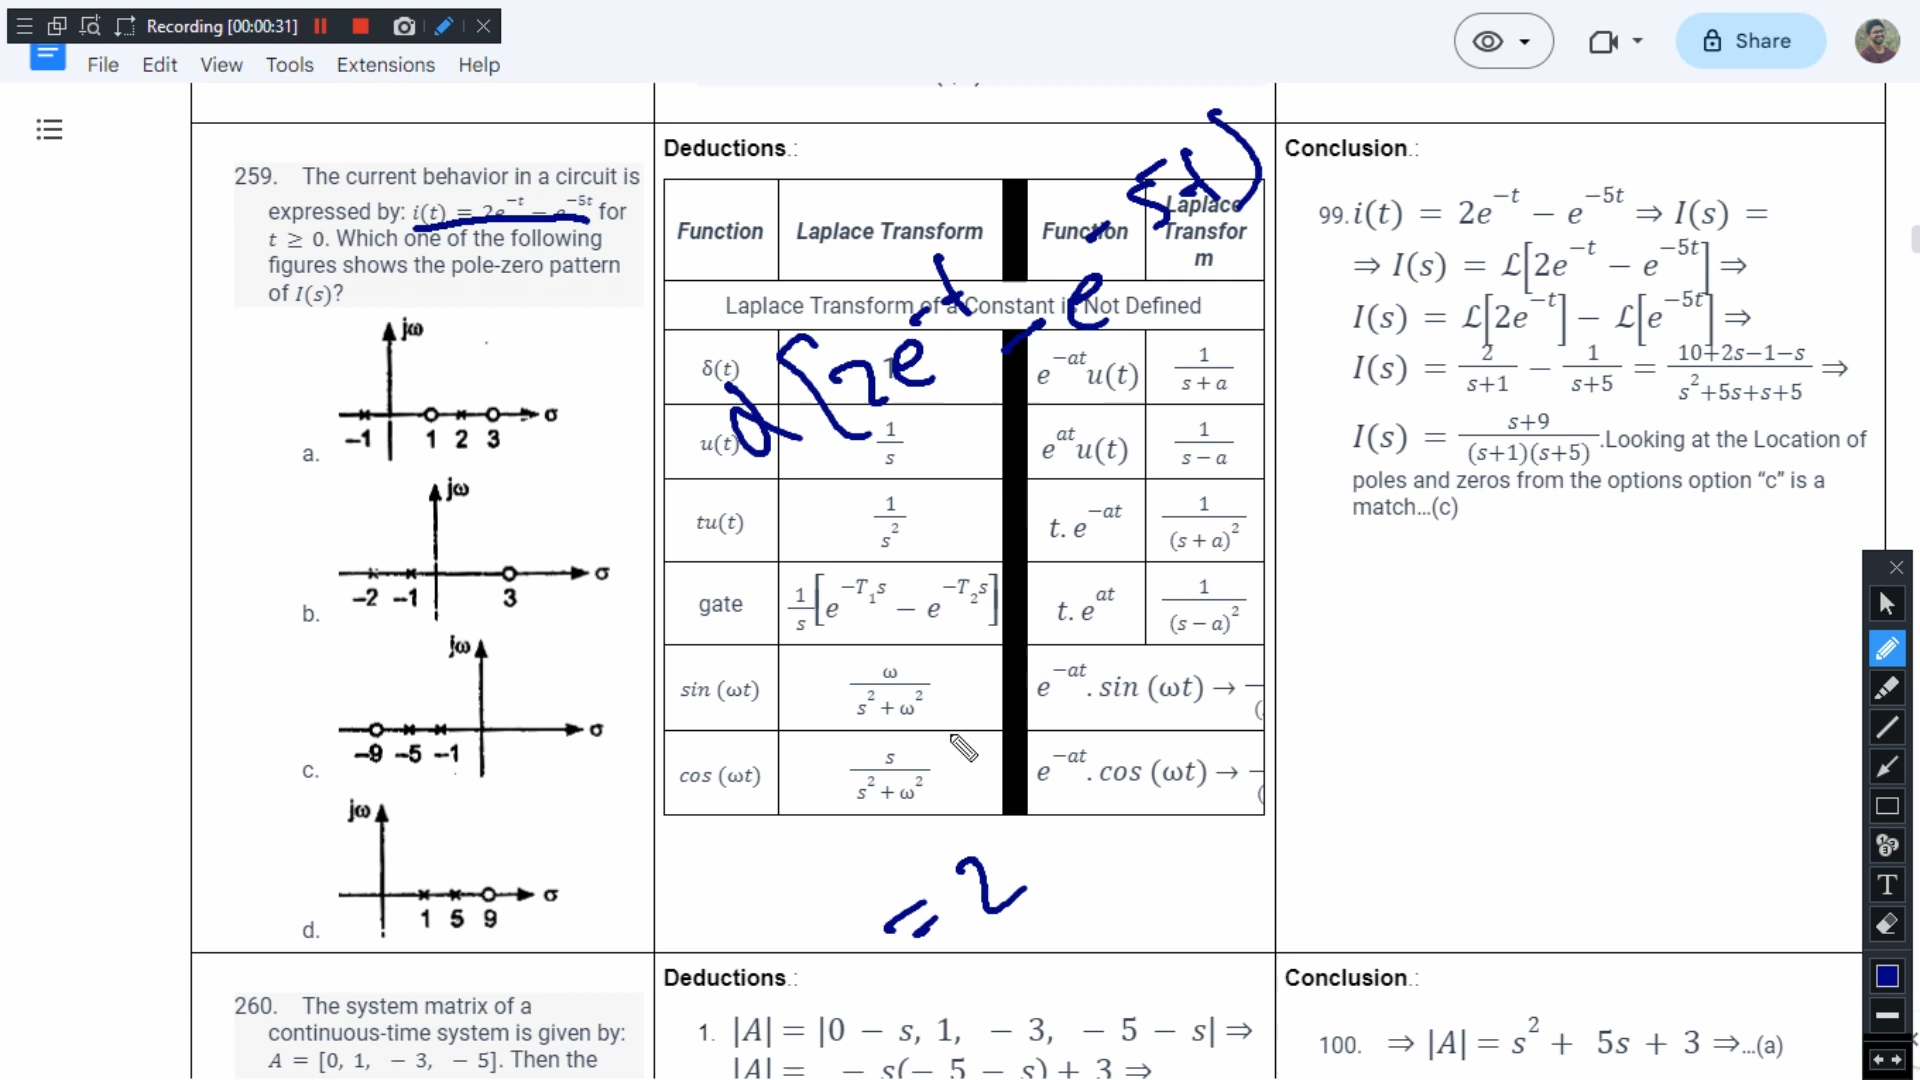 Recording [00:00:31]
File Edit View Tools Extensions Help
Share
259. The current behavior in a circuit is
expressed by: i(t) = 2e^{-t} − e^{-5t} for
t ≥ 0. Which one of the following
figures shows the pole-zero pattern
of I(s)?
jω
σ
−1 1 2 3
a.
jω
σ
−2 −1 3
b.
jω
σ
−9 −5 −1
c.
jω
σ
1 5 9
d.
Deductions.:
Function Laplace Transform Function Laplace
Transfor
m
Laplace Transform of a Constant is Not Defined
δ(t) 1 e^{-at}u(t) 1/(s + a)
u(t) 1/s e^{at}u(t) 1/(s − a)
tu(t) 1/s^2 t. e^{-at} 1/(s + a)^2
gate 1/s[e^{-T_1 s} − e^{-T_2 s}] t. e^{at} 1/(s − a)^2
sin (ωt) ω/(s^2 + ω^2) e^{-at}. sin (ωt) →
cos (ωt) s/(s^2 + ω^2) e^{-at}. cos (ωt) →
[2e^{-t} - e^{-5t})
= 2
Conclusion.:
99. i(t) = 2e^{-t} − e^{-5t} ⇒ I(s) =
⇒ I(s) = ℒ[2e^{-t} − e^{-5t}] ⇒
I(s) = ℒ[2e^{-t}] − ℒ[e^{-5t}] ⇒
I(s) = 2/(s+1) − 1/(s+5) = (10+2s−1−s)/(s^2+5s+s+5) ⇒
I(s) = (s+9)/((s+1)(s+5)).Looking at the Location of
poles and zeros from the options option “c” is a
match...(c)
260. The system matrix of a
continuous-time system is given by:
A = [0, 1, − 3, − 5]. Then the
Deductions.:
1. |A| = |0 − s, 1, − 3, − 5 − s| ⇒
|A| = − s(− 5 − s) + 3 ⇒
Conclusion.:
100. ⇒ |A| = s^2 + 5s + 3 ⇒...(a)
T